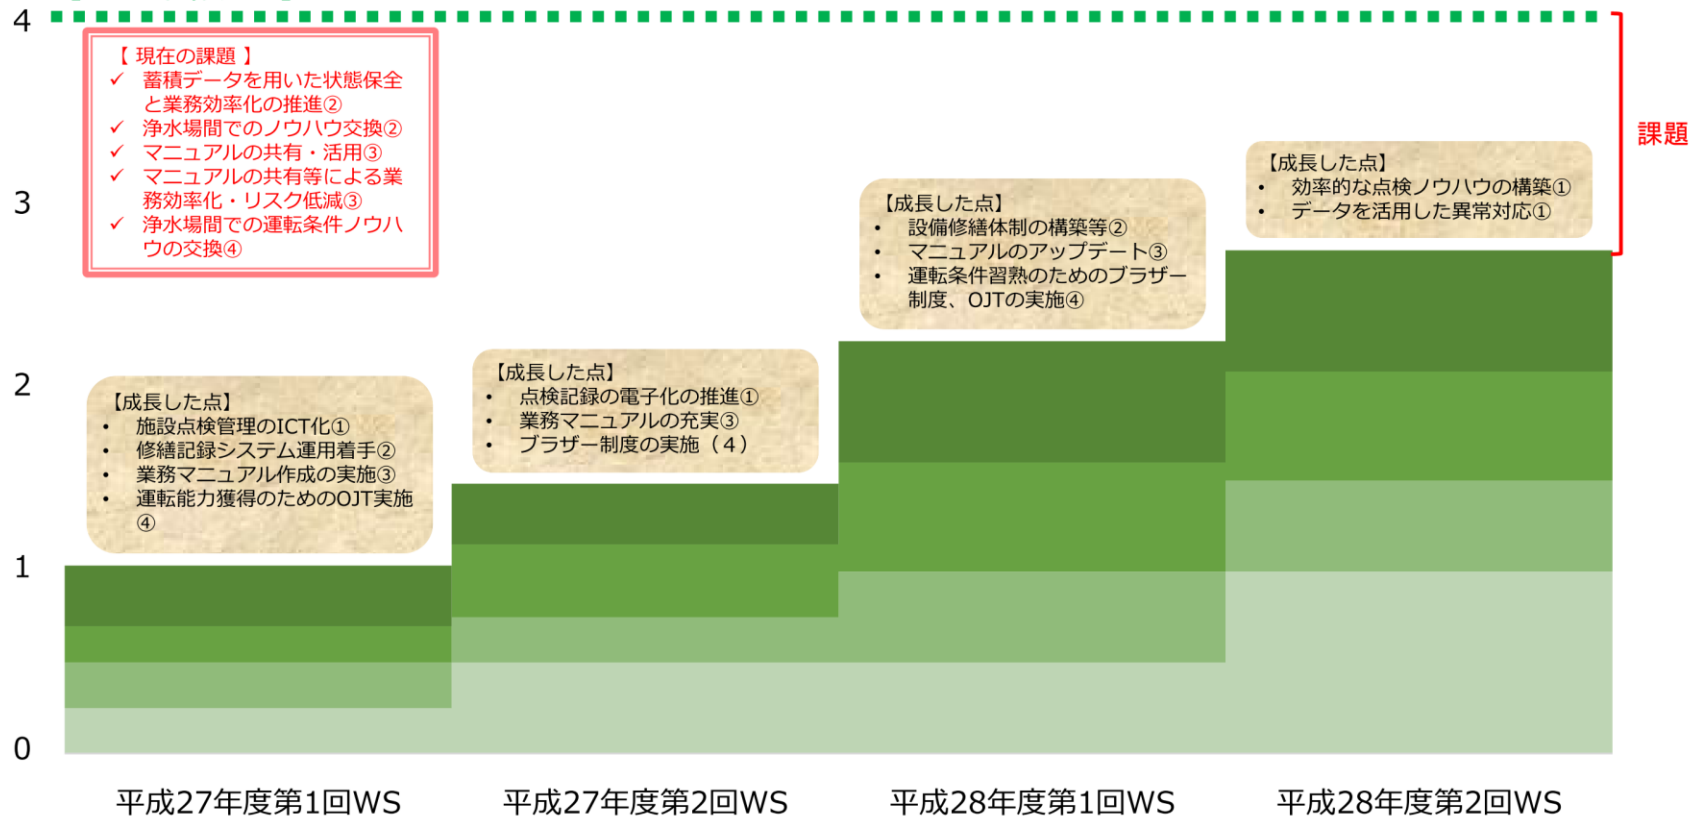 4
【 現在の課題 】
✓ 蓄積データを用いた状態保全
と業務効率化の推進②
✓ 浄水場間でのノウハウ交換②
✓ マニュアルの共有・活用③
✓ マニュアルの共有等による業
務効率化・リスク低減③
✓ 浄水場間での運転条件ノウハ
ウの交換④
課題
3
【成長した点】
• 効率的な点検ノウハウの構築①
• データを活用した異常対応①
【成長した点】
• 設備修繕体制の構築等②
• マニュアルのアップデート③
• 運転条件習熟のためのブラザー
制度、OJTの実施④
2
【成長した点】
• 点検記録の電子化の推進①
• 業務マニュアルの充実③
• ブラザー制度の実施（４）
【成長した点】
• 施設点検管理のICT化①
• 修繕記録システム運用着手②
• 業務マニュアル作成の実施③
• 運転能力獲得のためのOJT実施
④
1
0
平成27年度第1回WS
平成27年度第2回WS
平成28年度第1回WS
平成28年度第2回WS